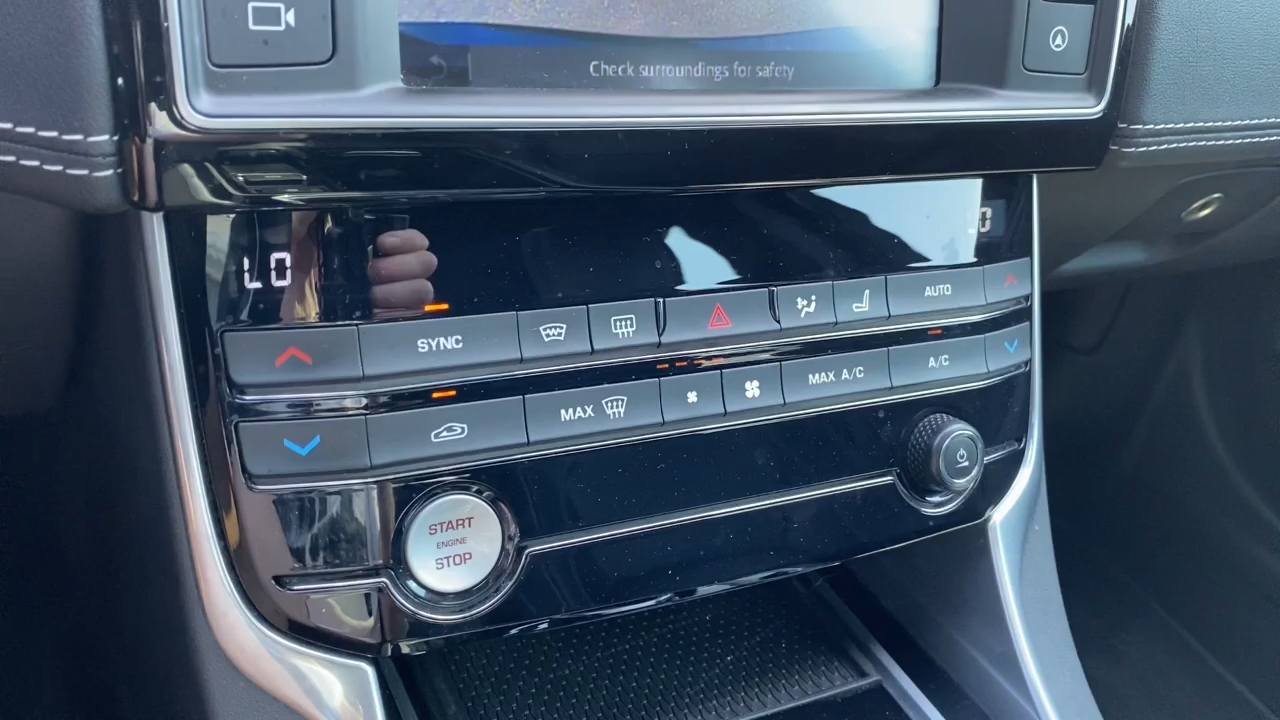 Check surroundings for safety
LO
SYNC
AUTO
MAX
MAX A/C
A/C
START
ENGINE
STOP